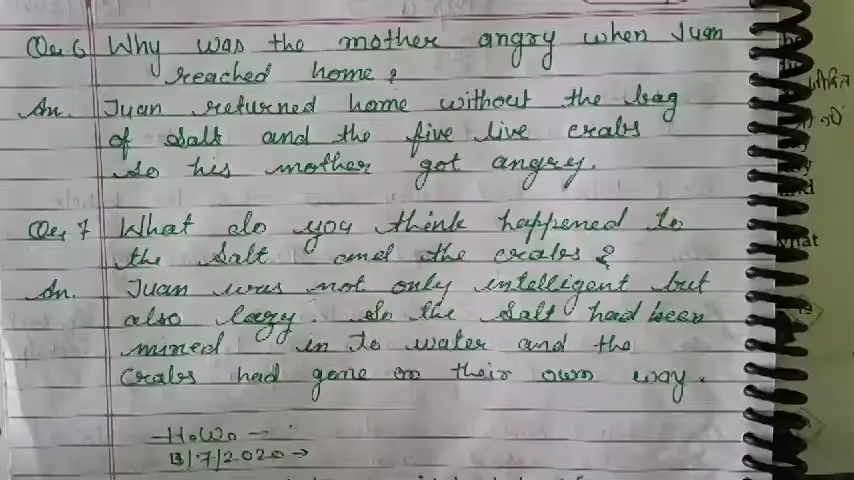 Que 6 Why was the mother angry when Juan
reached home ?
An. Juan returned home without the bag
of salt and the five live crabs
so his mother got angry.
Que 7 What do you think happened to
the salt and the crabs ?
An. Juan was not only intelligent but
also lazy. So the salt had been
mined in to water and the
crabs had gone on their own way.
H.W. →
13/7/2020 →